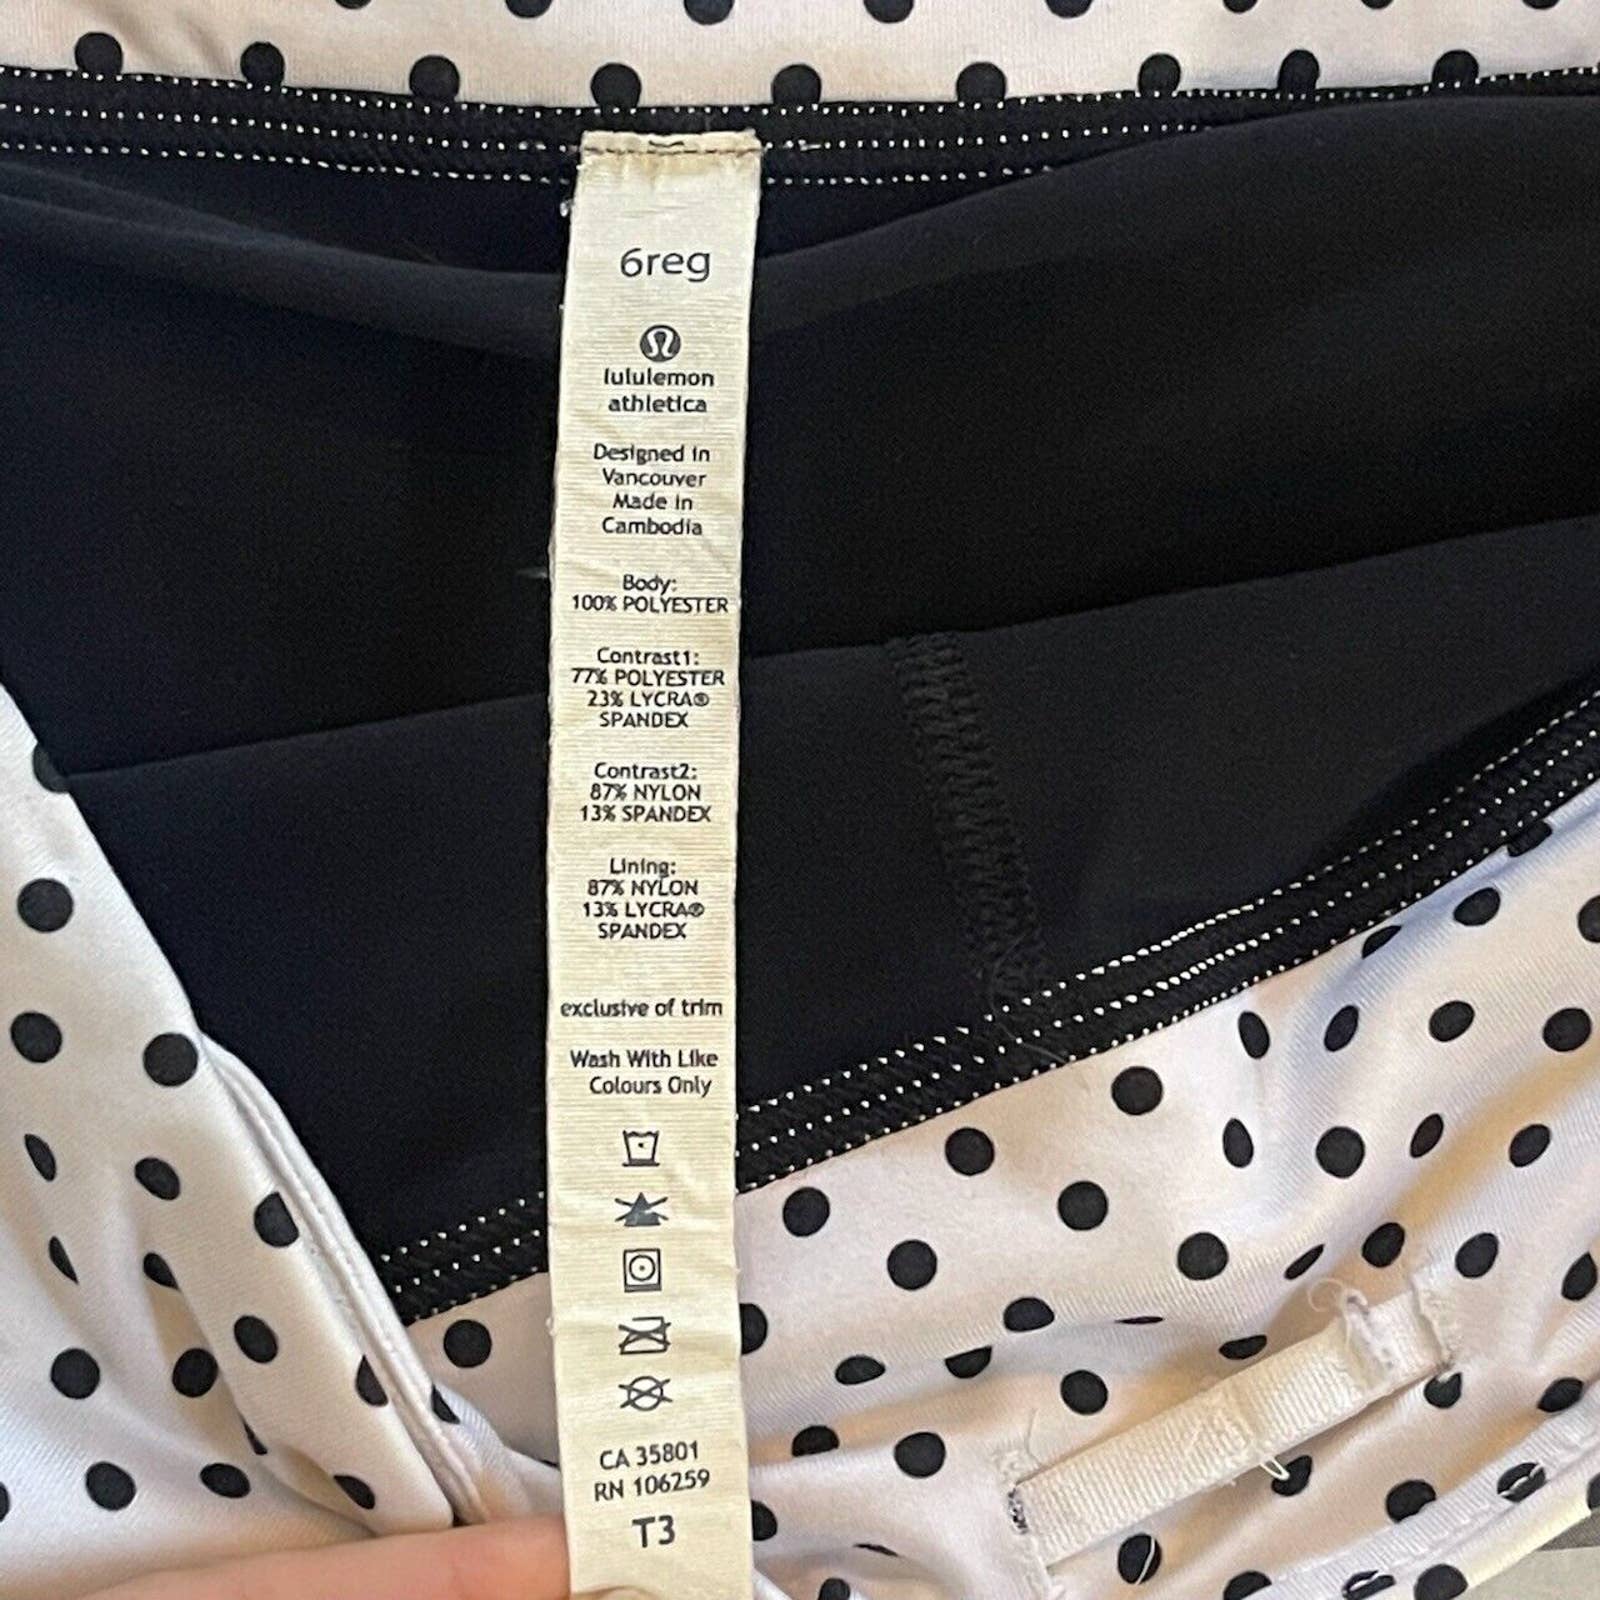 6reg
lululemon
athletica
Designed in
Vancouver
Made in
Cambodia
Body:
100% POLYESTER
Contrast1:
77% POLYESTER
23% LYCRA®
SPANDEX
Contrast2:
87% NYLON
13% SPANDEX
Lining:
87% NYLON
13% LYCRA®
SPANDEX
exclusive of trim
Wash With Like
Colours Only
CA 35801
RN 106259
T3